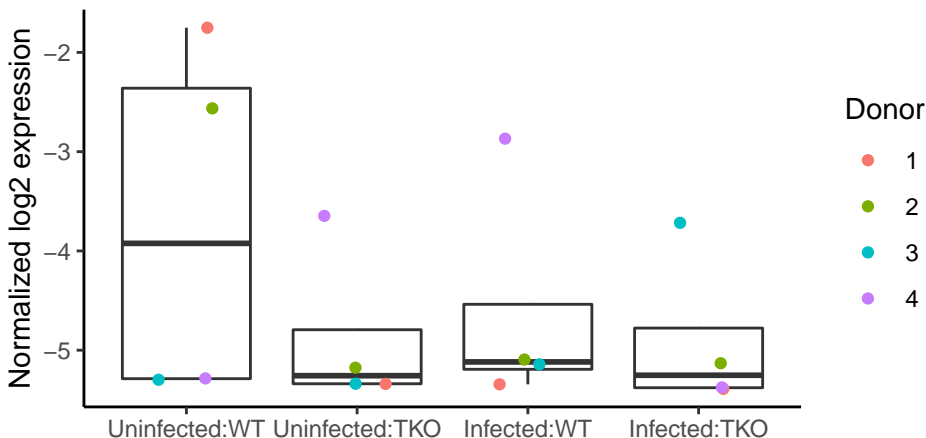 Normalized log2 expression
−2
−3
−4
−5
Uninfected:WT
Uninfected:TKO
Infected:WT
Infected:TKO
Donor
1
2
3
4